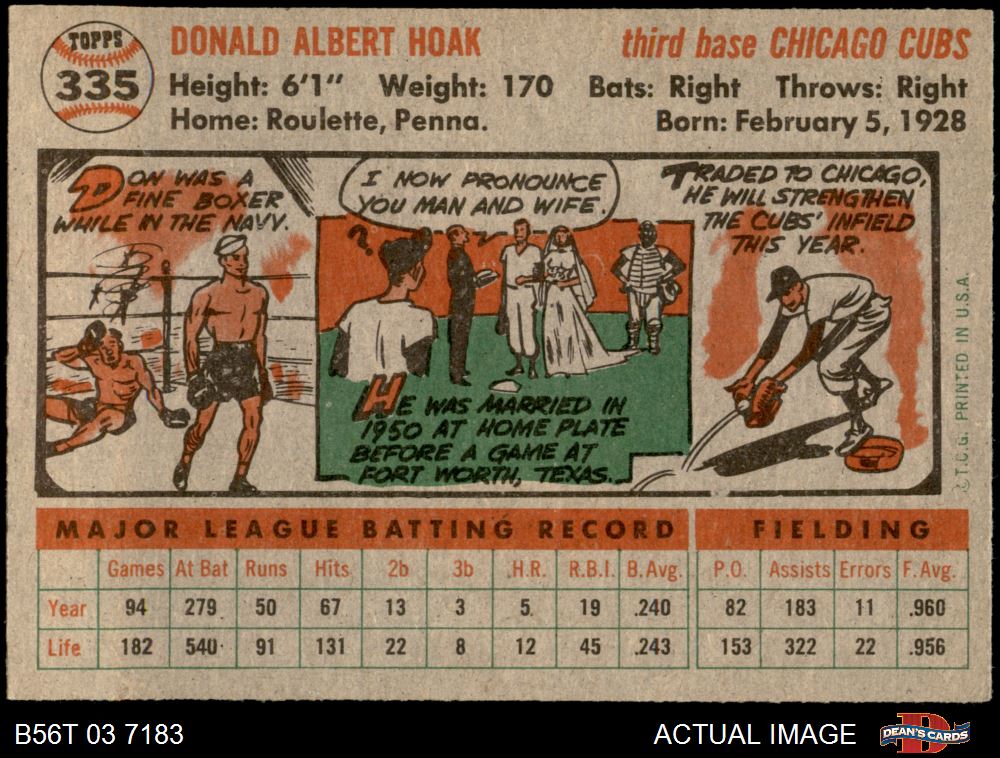 TOPPS
335
DONALD ALBERT HOAK
third base CHICAGO CUBS
Height: 6'1" Weight: 170 Bats: Right Throws: Right
Home: Roulette, Penna. Born: February 5, 1928
DON WAS A
FINE BOXER
WHILE IN THE NAVY.
I NOW PRONOUNCE
YOU MAN AND WIFE.
?
HE WAS MARRIED IN
1950 AT HOME PLATE
BEFORE A GAME AT
FORT WORTH, TEXAS.
TRADED TO CHICAGO,
HE WILL STRENGTHEN
THE CUBS' INFIELD
THIS YEAR.
© T.C.G. PRINTED IN U.S.A.
MAJOR LEAGUE BATTING RECORD FIELDING
Games At Bat Runs Hits 2b 3b H.R. R.B.I. B. Avg. P.O. Assists Errors F. Avg.
Year 94 279 50 67 13 3 5 19 .240 82 183 11 .960
Life 182 540 91 131 22 8 12 45 .243 153 322 22 .956
B56T 03 7183
ACTUAL IMAGE
DEAN'S CARDS